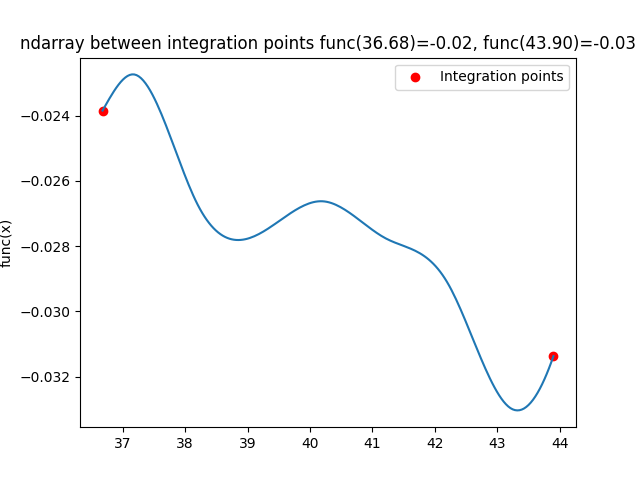 ndarray between integration points func(36.68)=-0.02, func(43.90)=-0.03
Integration points
−0.024
−0.026
−0.028
−0.030
−0.032
func(x)
37 38 39 40 41 42 43 44